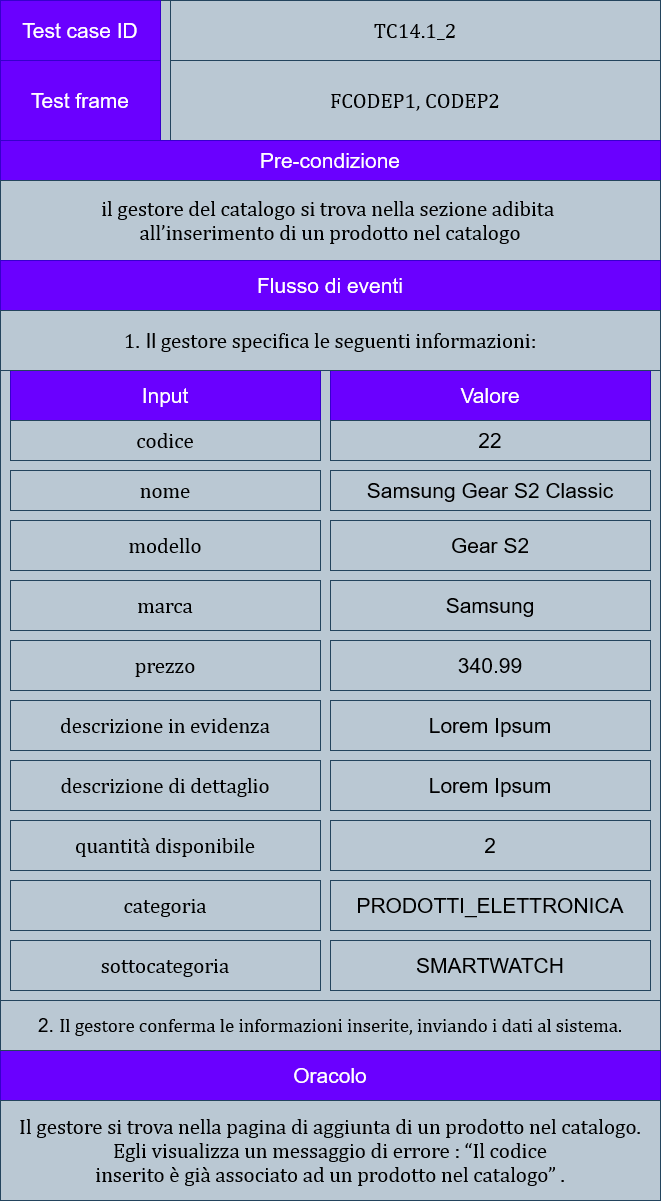 Test case ID
TC14.1_2
Test frame
FCODEP1, CODEP2
Pre-condizione
il gestore del catalogo si trova nella sezione adibita
all’inserimento di un prodotto nel catalogo
Flusso di eventi
1. Il gestore specifica le seguenti informazioni:
Input
Valore
codice
22
nome
Samsung Gear S2 Classic
modello
Gear S2
marca
Samsung
prezzo
340.99
descrizione in evidenza
Lorem Ipsum
descrizione di dettaglio
Lorem Ipsum
quantità disponibile
2
categoria
PRODOTTI_ELETTRONICA
sottocategoria
SMARTWATCH
2. Il gestore conferma le informazioni inserite, inviando i dati al sistema.
Oracolo
Il gestore si trova nella pagina di aggiunta di un prodotto nel catalogo.
Egli visualizza un messaggio di errore : “Il codice
inserito è già associato ad un prodotto nel catalogo” .